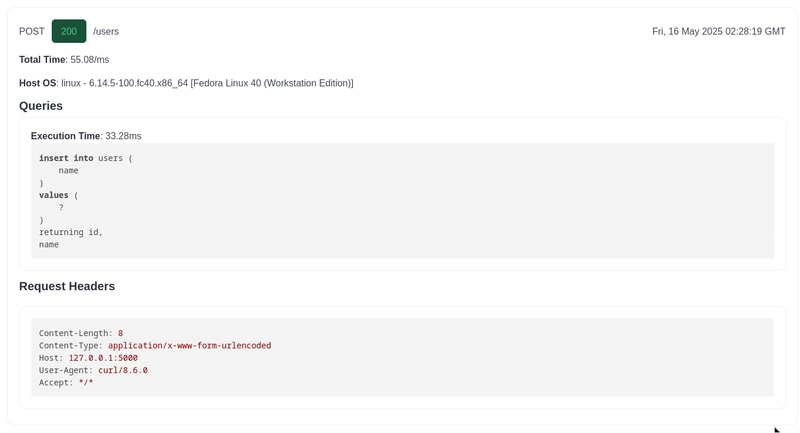 POST 200 /users Fri, 16 May 2025 02:28:19 GMT
Total Time: 55.08/ms
Host OS: linux - 6.14.5-100.fc40.x86_64 [Fedora Linux 40 (Workstation Edition)]
Queries
Execution Time: 33.28ms
insert into users (
    name
)
values (
    ?
)
returning id,
name
Request Headers
Content-Length: 8
Content-Type: application/x-www-form-urlencoded
Host: 127.0.0.1:5000
User-Agent: curl/8.6.0
Accept: */*